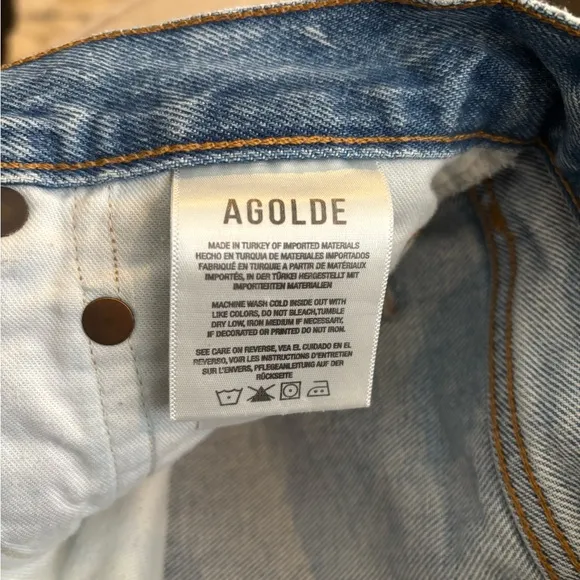 AGOLDE
MADE IN TURKEY OF IMPORTED MATERIALS
HECHO EN TURQUIA DE MATERIALES IMPORTADOS
FABRIQUÉ EN TURQUIE A PARTIR DE MATÉRIAUX
IMPORTÉS, IN DER TÜRKEI HERGESTELLT MIT
IMPORTIERTEN MATERIALIEN
MACHINE WASH COLD INSIDE OUT WITH
LIKE COLORS, DO NOT BLEACH,TUMBLE
DRY LOW, IRON MEDIUM IF NECESSARY,
IF DECORATED OR PRINTED DO NOT IRON.
SEE CARE ON REVERSE, VEA EL CUIDADO EN EL
REVERSO, VOIR LES INSTRUCTIONS D'ENTRETIEN
SUR L'ENVERS, PFLEGEANLEITUNG AUF DER
RÜCKSEITE